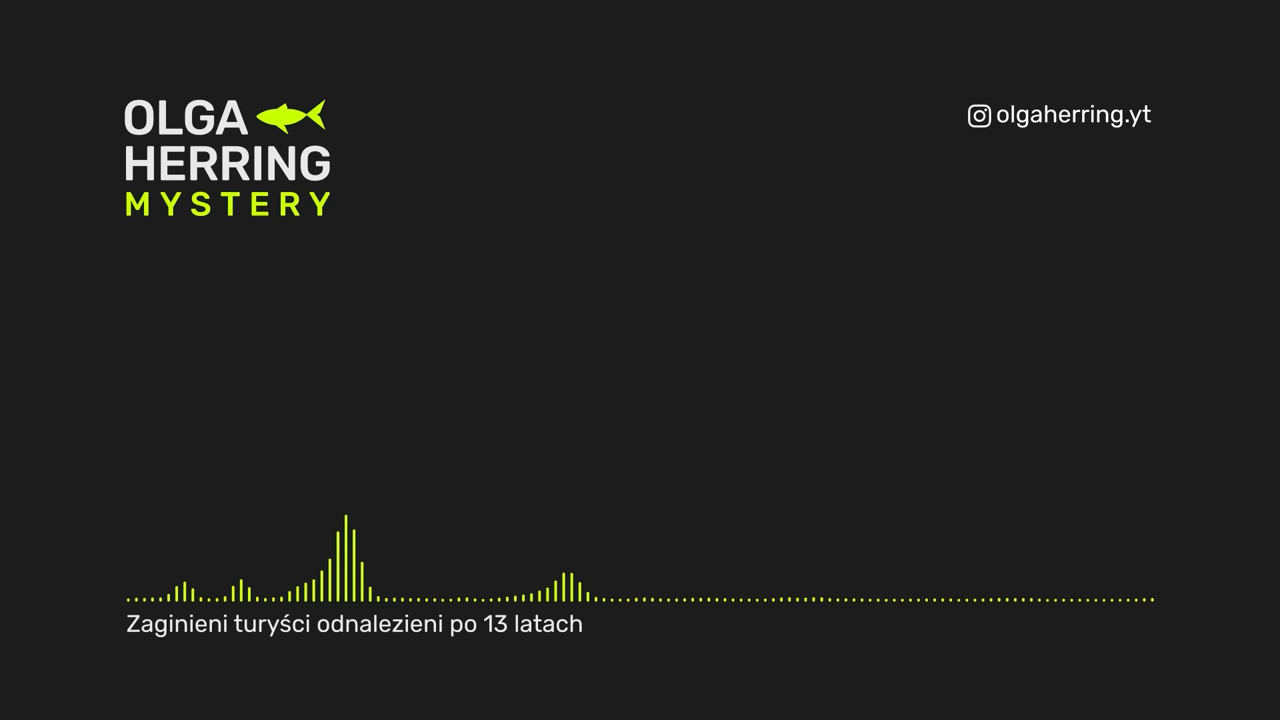 OLGA
HERRING
MYSTERY
olgaherring.yt
Zaginieni turyści odnalezieni po 13 latach